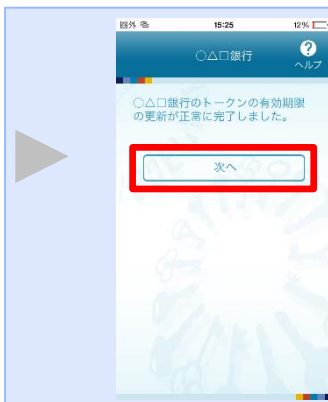 圏外
15:25
12%
○△□銀行
?
ヘルプ
○△□銀行のトークンの有効期限
の更新が正常に完了しました。
次へ